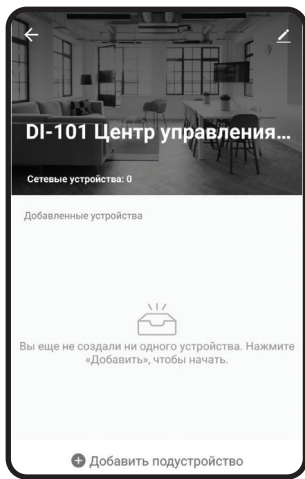 DI-101 Центр управления...
Сетевые устройства: 0
Добавленные устройства
Вы еще не создали ни одного устройства. Нажмите
«Добавить», чтобы начать.
Добавить подустройство